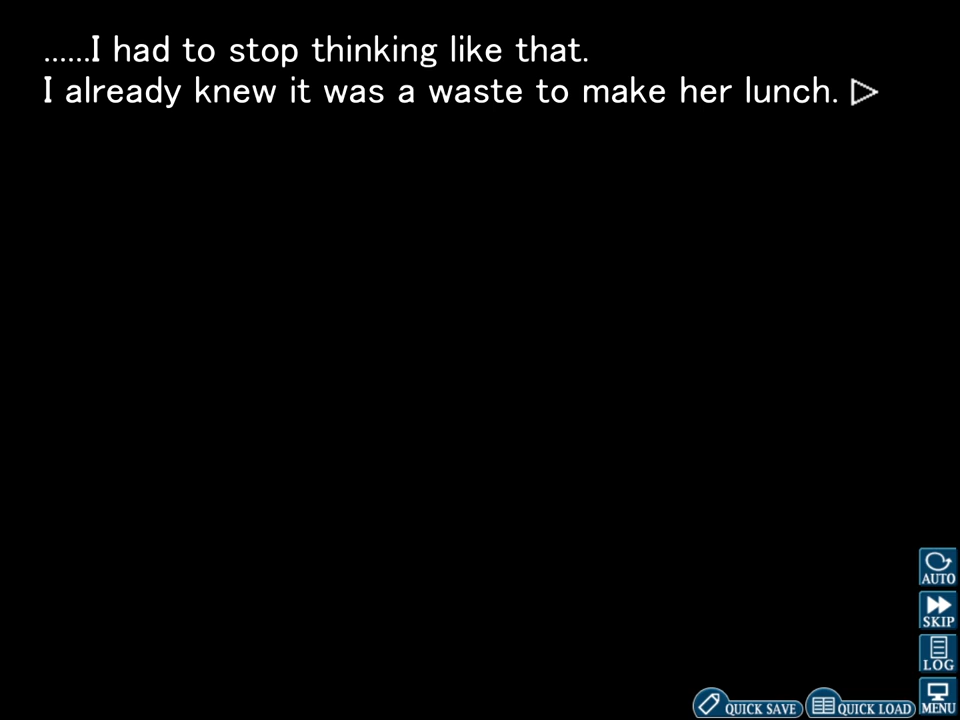 ......I had to stop thinking like that.
I already knew it was a waste to make her lunch.
AUTO
SKIP
LOG
QUICK SAVE
QUICK LOAD
MENU